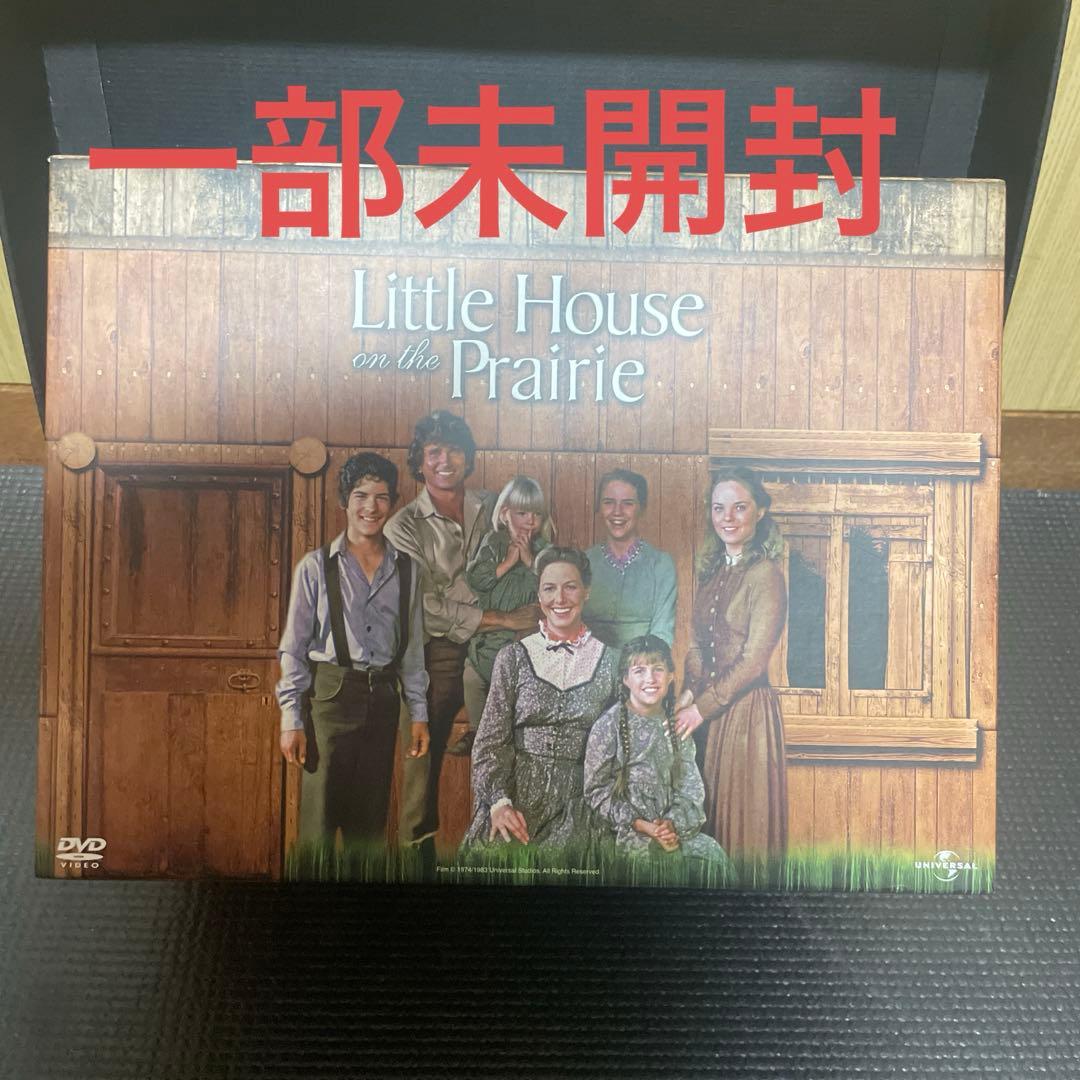 一部未開封
Little House
on the Prairie
DVD
VIDEO
Film © 1974/1983 Universal Studios. All Rights Reserved
UNIVERSAL